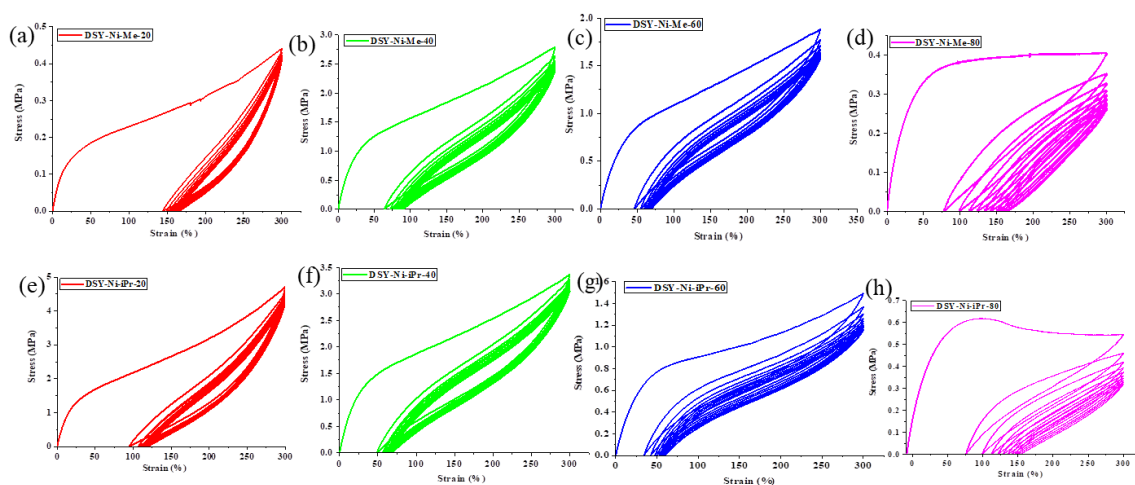 (a)
DSY-Ni-Me-20
Stress (MPa)
0.5
0.4
0.3
0.2
0.1
0.0
0 50 100 150 200 250 300
Strain (%)
(b)
DSY-Ni-Me-40
Stress (MPa)
3.0
2.5
2.0
1.5
1.0
0.5
0.0
0 50 100 150 200 250 300
Strain (%)
(c)
DSY-Ni-Me-60
Stress (MPa)
2.0
1.5
1.0
0.5
0.0
0 50 100 150 200 250 300 350
Strain (%)
(d)
DSY-Ni-Me-80
Stress (MPa)
0.4
0.3
0.2
0.1
0.0
0 50 100 150 200 250 300
Strain (%)
(e)
DSY-Ni-iPr-20
Stress (MPa)
5
4
3
2
1
0
0 50 100 150 200 250 300
Strain (%)
(f)
DSY-Ni-iPr-40
Stress (MPa)
3.5
3.0
2.5
2.0
1.5
1.0
0.5
0.0
0 50 100 150 200 250 300
Strain (%)
(g)
DSY-Ni-iPr-60
Stress (MPa)
1.6
1.4
1.2
1.0
0.8
0.6
0.4
0.2
0.0
0 50 100 150 200 250 300
Strain (%)
(h)
DSY-Ni-iPr-80
Stress (MPa)
0.7
0.6
0.5
0.4
0.3
0.2
0.1
0.0
0 50 100 150 200 250 300
Strain (%)